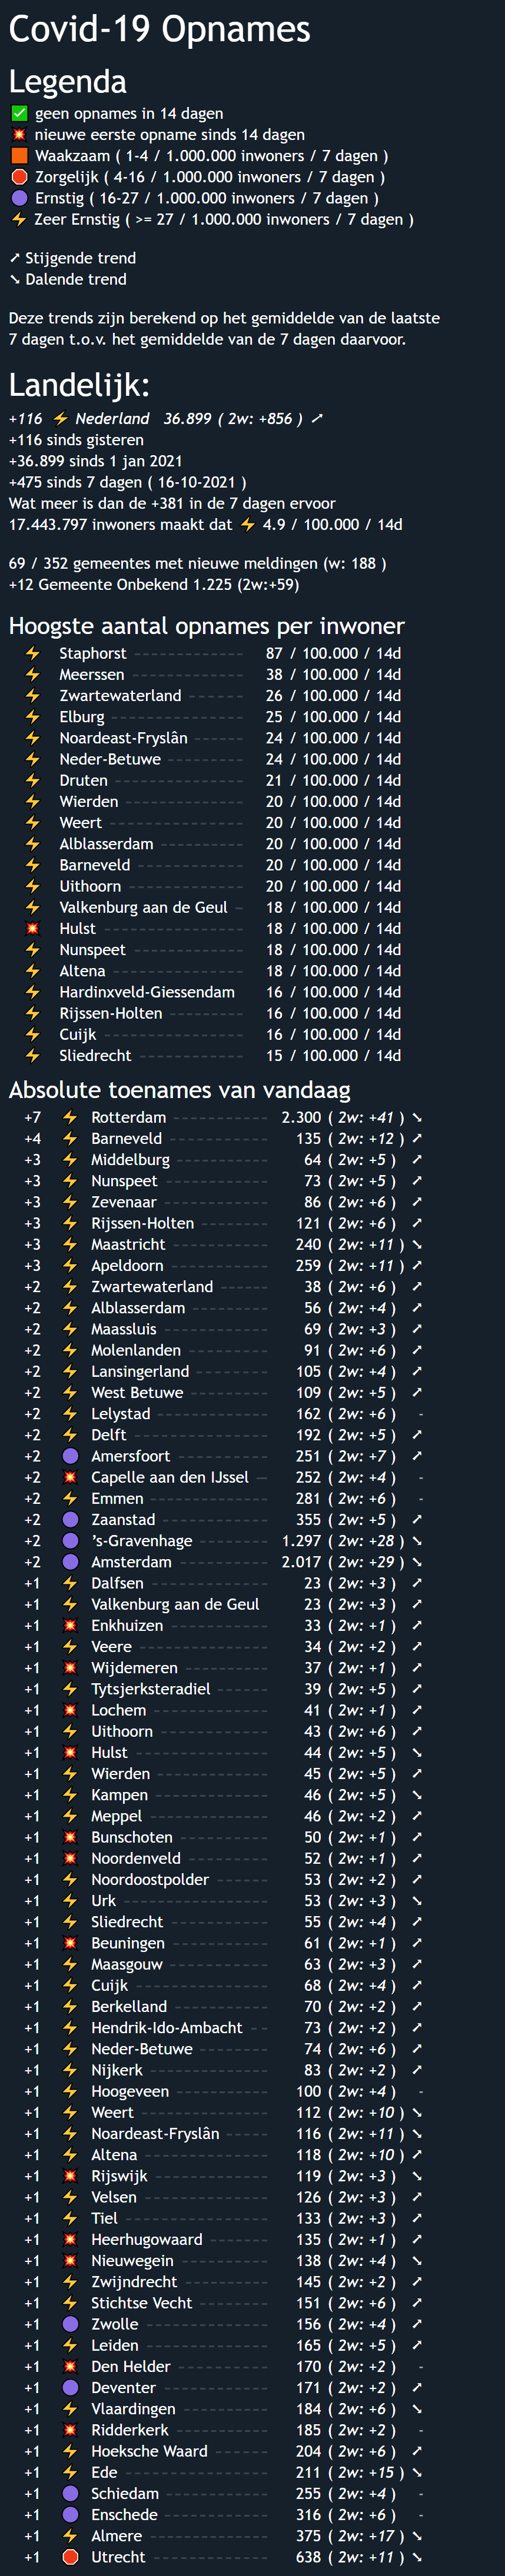 Covid-19 Opnames
Legenda
✅ geen opnames in 14 dagen
💥 nieuwe eerste opname sinds 14 dagen
🟧 Waakzaam ( 1-4 / 1.000.000 inwoners / 7 dagen )
🛑 Zorgelijk ( 4-16 / 1.000.000 inwoners / 7 dagen )
🟣 Ernstig ( 16-27 / 1.000.000 inwoners / 7 dagen )
⚡ Zeer Ernstig ( >= 27 / 1.000.000 inwoners / 7 dagen )
➚ Stijgende trend
➘ Dalende trend
Deze trends zijn berekend op het gemiddelde van de laatste
7 dagen t.o.v. het gemiddelde van de 7 dagen daarvoor.
Landelijk:
+116 ⚡ Nederland 36.899 ( 2w: +856 ) ➚
+116 sinds gisteren
+36.899 sinds 1 jan 2021
+475 sinds 7 dagen ( 16-10-2021 )
Wat meer is dan de +381 in de 7 dagen ervoor
17.443.797 inwoners maakt dat ⚡ 4.9 / 100.000 / 14d
69 / 352 gemeentes met nieuwe meldingen (w: 188 )
+12 Gemeente Onbekend 1.225 (2w:+59)
Hoogste aantal opnames per inwoner
⚡ Staphorst 87 / 100.000 / 14d
⚡ Meerssen 38 / 100.000 / 14d
⚡ Zwartewaterland 26 / 100.000 / 14d
⚡ Elburg 25 / 100.000 / 14d
⚡ Noardeast-Fryslân 24 / 100.000 / 14d
⚡ Neder-Betuwe 24 / 100.000 / 14d
⚡ Druten 21 / 100.000 / 14d
⚡ Wierden 20 / 100.000 / 14d
⚡ Weert 20 / 100.000 / 14d
⚡ Alblasserdam 20 / 100.000 / 14d
⚡ Barneveld 20 / 100.000 / 14d
⚡ Uithoorn 20 / 100.000 / 14d
⚡ Valkenburg aan de Geul 18 / 100.000 / 14d
💥 Hulst 18 / 100.000 / 14d
⚡ Nunspeet 18 / 100.000 / 14d
⚡ Altena 18 / 100.000 / 14d
⚡ Hardinxveld-Giessendam 16 / 100.000 / 14d
⚡ Rijssen-Holten 16 / 100.000 / 14d
⚡ Cuijk 16 / 100.000 / 14d
⚡ Sliedrecht 15 / 100.000 / 14d
Absolute toenames van vandaag
+7 ⚡ Rotterdam 2.300 ( 2w: +41 ) ➘
+4 ⚡ Barneveld 135 ( 2w: +12 ) ➚
+3 ⚡ Middelburg 64 ( 2w: +5 ) ➚
+3 ⚡ Nunspeet 73 ( 2w: +5 ) ➚
+3 ⚡ Zevenaar 86 ( 2w: +6 ) ➚
+3 ⚡ Rijssen-Holten 121 ( 2w: +6 ) ➚
+3 ⚡ Maastricht 240 ( 2w: +11 ) ➘
+3 ⚡ Apeldoorn 259 ( 2w: +11 ) ➚
+2 ⚡ Zwartewaterland 38 ( 2w: +6 ) ➚
+2 ⚡ Alblasserdam 56 ( 2w: +4 ) ➚
+2 ⚡ Maassluis 69 ( 2w: +3 ) ➚
+2 ⚡ Molenlanden 91 ( 2w: +6 ) ➚
+2 ⚡ Lansingerland 105 ( 2w: +4 ) ➚
+2 ⚡ West Betuwe 109 ( 2w: +5 ) ➚
+2 ⚡ Lelystad 162 ( 2w: +6 ) -
+2 ⚡ Delft 192 ( 2w: +5 ) ➚
+2 🟣 Amersfoort 251 ( 2w: +7 ) ➚
+2 💥 Capelle aan den IJssel 252 ( 2w: +4 ) -
+2 ⚡ Emmen 281 ( 2w: +6 ) -
+2 🟣 Zaanstad 355 ( 2w: +5 ) ➚
+2 🟣 ’s-Gravenhage 1.297 ( 2w: +28 ) ➘
+2 🟣 Amsterdam 2.017 ( 2w: +29 ) ➘
+1 ⚡ Dalfsen 23 ( 2w: +3 ) ➚
+1 ⚡ Valkenburg aan de Geul 23 ( 2w: +3 ) ➚
+1 💥 Enkhuizen 33 ( 2w: +1 ) ➚
+1 ⚡ Veere 34 ( 2w: +2 ) ➚
+1 💥 Wijdemeren 37 ( 2w: +1 ) ➚
+1 ⚡ Tytsjerksteradiel 39 ( 2w: +5 ) ➚
+1 💥 Lochem 41 ( 2w: +1 ) ➚
+1 ⚡ Uithoorn 43 ( 2w: +6 ) ➚
+1 💥 Hulst 44 ( 2w: +5 ) ➘
+1 ⚡ Wierden 45 ( 2w: +5 ) ➚
+1 ⚡ Kampen 46 ( 2w: +5 ) ➘
+1 ⚡ Meppel 46 ( 2w: +2 ) ➚
+1 💥 Bunschoten 50 ( 2w: +1 ) ➚
+1 💥 Noordenveld 52 ( 2w: +1 ) ➚
+1 ⚡ Noordoostpolder 53 ( 2w: +2 ) ➚
+1 ⚡ Urk 53 ( 2w: +3 ) ➘
+1 ⚡ Sliedrecht 55 ( 2w: +4 ) ➚
+1 💥 Beuningen 61 ( 2w: +1 ) ➚
+1 ⚡ Maasgouw 63 ( 2w: +3 ) ➚
+1 ⚡ Cuijk 68 ( 2w: +4 ) ➚
+1 ⚡ Berkelland 70 ( 2w: +2 ) ➚
+1 ⚡ Hendrik-Ido-Ambacht 73 ( 2w: +2 ) ➚
+1 ⚡ Neder-Betuwe 74 ( 2w: +6 ) ➚
+1 ⚡ Nijkerk 83 ( 2w: +2 ) ➚
+1 ⚡ Hoogeveen 100 ( 2w: +4 ) -
+1 ⚡ Weert 112 ( 2w: +10 ) ➘
+1 ⚡ Noardeast-Fryslân 116 ( 2w: +11 ) ➘
+1 ⚡ Altena 118 ( 2w: +10 ) ➚
+1 💥 Rijswijk 119 ( 2w: +3 ) ➘
+1 ⚡ Velsen 126 ( 2w: +3 ) ➚
+1 ⚡ Tiel 133 ( 2w: +3 ) ➚
+1 💥 Heerhugowaard 135 ( 2w: +1 ) ➚
+1 💥 Nieuwegein 138 ( 2w: +4 ) ➘
+1 ⚡ Zwijndrecht 145 ( 2w: +2 ) ➚
+1 ⚡ Stichtse Vecht 151 ( 2w: +6 ) ➚
+1 🟣 Zwolle 156 ( 2w: +4 ) ➚
+1 ⚡ Leiden 165 ( 2w: +5 ) ➚
+1 💥 Den Helder 170 ( 2w: +2 ) -
+1 🟣 Deventer 171 ( 2w: +2 ) ➚
+1 ⚡ Vlaardingen 184 ( 2w: +6 ) ➘
+1 💥 Ridderkerk 185 ( 2w: +2 ) -
+1 ⚡ Hoeksche Waard 204 ( 2w: +6 ) ➚
+1 ⚡ Ede 211 ( 2w: +15 ) ➘
+1 🟣 Schiedam 255 ( 2w: +4 ) -
+1 🟣 Enschede 316 ( 2w: +6 ) -
+1 ⚡ Almere 375 ( 2w: +17 ) ➘
+1 🛑 Utrecht 638 ( 2w: +11 ) ➘